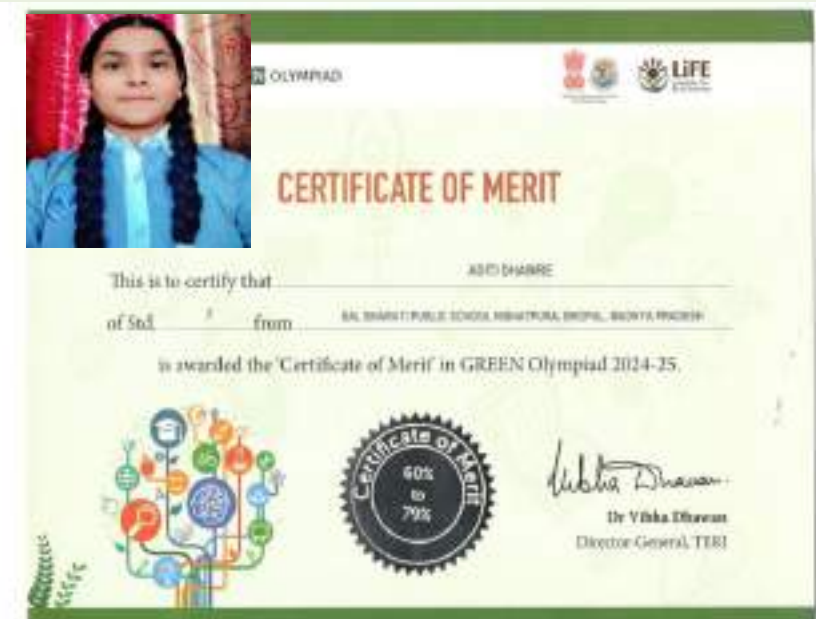 OLYMPIAD
LiFE
CERTIFICATE OF MERIT
This is to certify that ADITI
of Std. from BAL BHARATI PUBLIC SCHOOL BHOPAL, MADHYA PRADESH
is awarded the 'Certificate of Merit' in GREEN Olympiad 2024-25.
Certificate of Merit
60%
to
79%
Vibha Dhawan
Dr Vibha Dhawan
Director-General, TERI